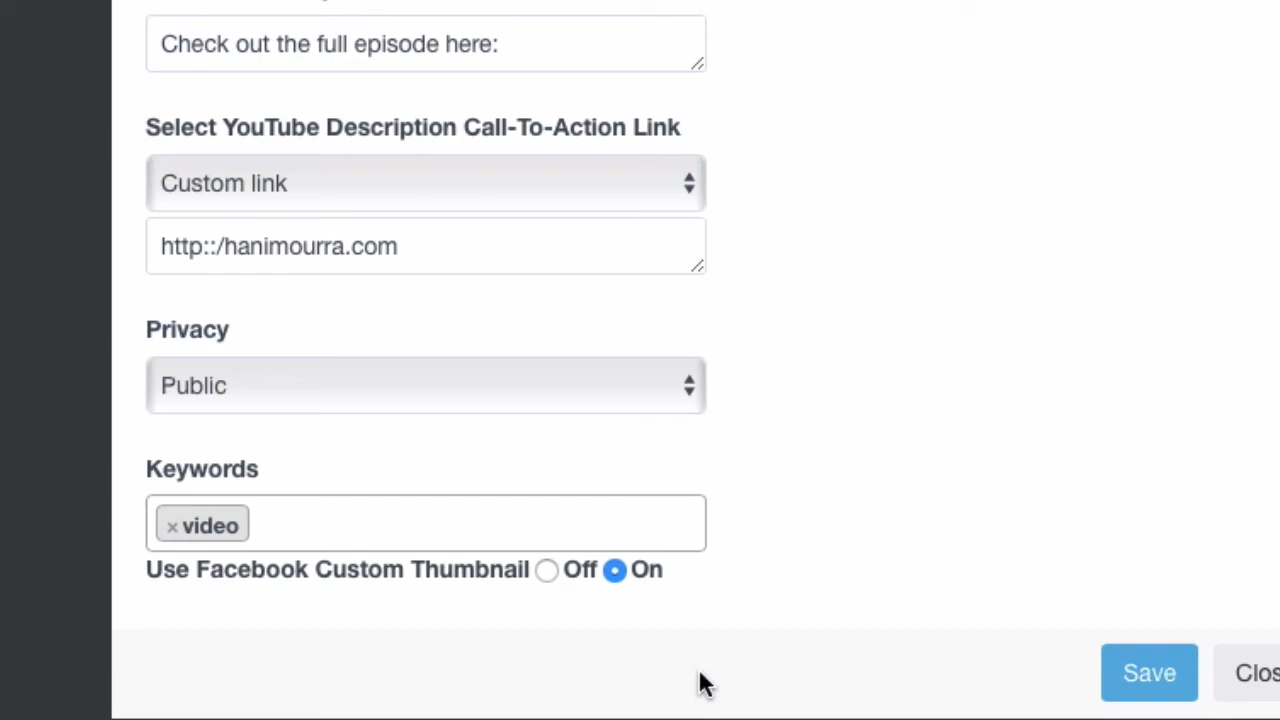 Check out the full episode here:
Select YouTube Description Call-To-Action Link
Custom link
http::/hanimourra.com
Privacy
Public
Keywords
× video
Use Facebook Custom Thumbnail Off On
Save Clos